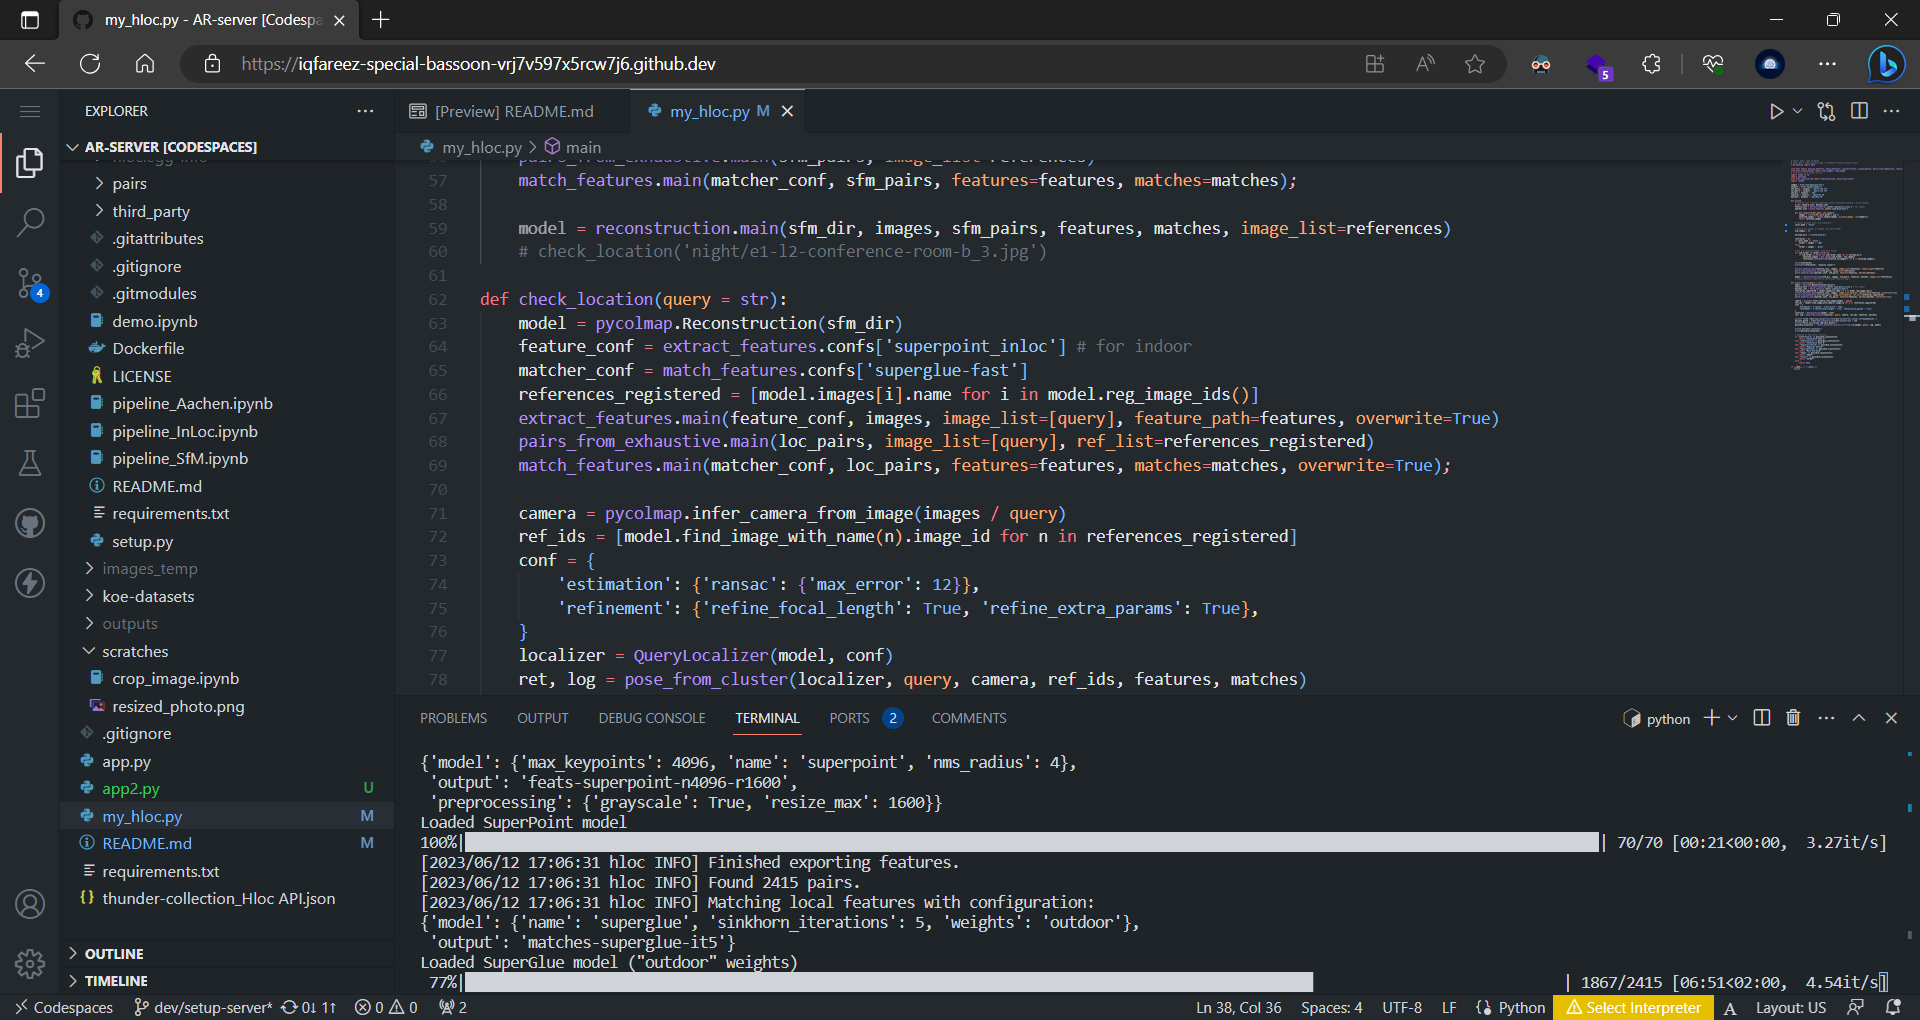 my_hloc.py - AR-server [Codespa
https://iqfareez-special-bassoon-vrj7v597x5rcw7j6.github.dev
5
EXPLORER
AR-SERVER [CODESPACES]
pairs
third_party
.gitattributes
.gitignore
.gitmodules
demo.ipynb
Dockerfile
LICENSE
pipeline_Aachen.ipynb
pipeline_InLoc.ipynb
pipeline_SfM.ipynb
README.md
requirements.txt
setup.py
images_temp
koe-datasets
outputs
scratches
crop_image.ipynb
resized_photo.png
.gitignore
app.py
app2.py U
my_hloc.py M
README.md M
requirements.txt
thunder-collection_Hloc API.json
OUTLINE
TIMELINE
4
[Preview] README.md
my_hloc.py M
my_hloc.py > main
57 match_features.main(matcher_conf, sfm_pairs, features=features, matches=matches);
58
59 model = reconstruction.main(sfm_dir, images, sfm_pairs, features, matches, image_list=references)
60 # check_location('night/e1-l2-conference-room-b_3.jpg')
61
62 def check_location(query = str):
63 model = pycolmap.Reconstruction(sfm_dir)
64 feature_conf = extract_features.confs['superpoint_inloc'] # for indoor
65 matcher_conf = match_features.confs['superglue-fast']
66 references_registered = [model.images[i].name for i in model.reg_image_ids()]
67 extract_features.main(feature_conf, images, image_list=[query], feature_path=features, overwrite=True)
68 pairs_from_exhaustive.main(loc_pairs, image_list=[query], ref_list=references_registered)
69 match_features.main(matcher_conf, loc_pairs, features=features, matches=matches, overwrite=True);
70
71 camera = pycolmap.infer_camera_from_image(images / query)
72 ref_ids = [model.find_image_with_name(n).image_id for n in references_registered]
73 conf = {
74 'estimation': {'ransac': {'max_error': 12}},
75 'refinement': {'refine_focal_length': True, 'refine_extra_params': True},
76 }
77 localizer = QueryLocalizer(model, conf)
78 ret, log = pose_from_cluster(localizer, query, camera, ref_ids, features, matches)
PROBLEMS OUTPUT DEBUG CONSOLE TERMINAL PORTS 2 COMMENTS
python
{'model': {'max_keypoints': 4096, 'name': 'superpoint', 'nms_radius': 4},
'output': 'feats-superpoint-n4096-r1600',
'preprocessing': {'grayscale': True, 'resize_max': 1600}}
Loaded SuperPoint model
100%| | 70/70 [00:21<00:00, 3.27it/s]
[2023/06/12 17:06:31 hloc INFO] Finished exporting features.
[2023/06/12 17:06:31 hloc INFO] Found 2415 pairs.
[2023/06/12 17:06:31 hloc INFO] Matching local features with configuration:
{'model': {'name': 'superglue', 'sinkhorn_iterations': 5, 'weights': 'outdoor'},
'output': 'matches-superglue-it5'}
Loaded SuperGlue model ("outdoor" weights)
77%| | 1867/2415 [06:51<02:00, 4.54it/s]
Codespaces dev/setup-server* 0↓ 1↑ 0 0 2 Ln 38, Col 36 Spaces: 4 UTF-8 LF Python Select Interpreter A Layout: US